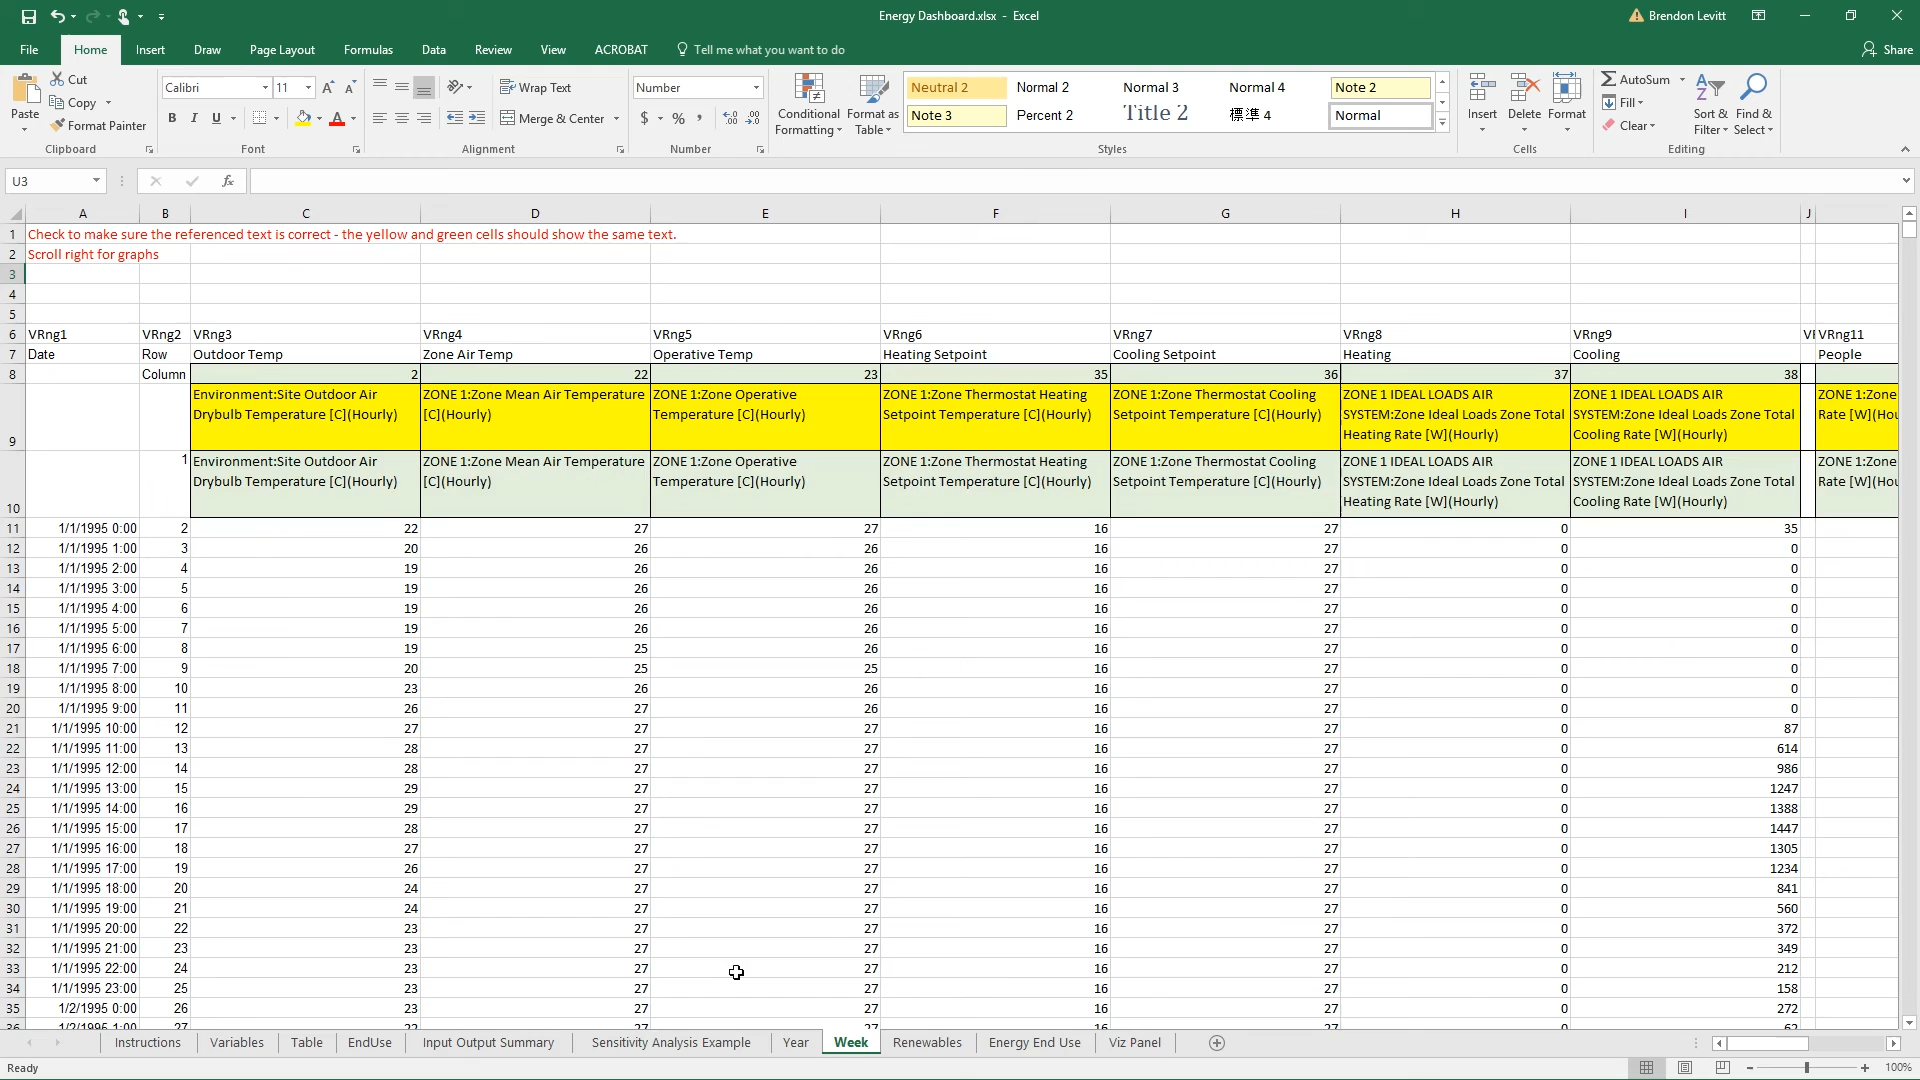 Energy Dashboard.xlsx - Excel
Brendon Levitt
File Home Insert Draw Page Layout Formulas Data Review View ACROBAT Tell me what you want to do Share
Paste
Cut
Copy
Format Painter
Clipboard
Calibri 11
B I U
Font
Wrap Text
Merge & Center
Alignment
Number
$ % ,
Number
Conditional Formatting
Format as Table
Neutral 2 Normal 2 Normal 3 Normal 4 Note 2
Note 3 Percent 2 Title 2 標準 4 Normal
Styles
Insert Delete Format
Cells
AutoSum
Fill
Clear
Sort & Filter
Find & Select
Editing
U3 fx
A B C D E F G H I J
1 Check to make sure the referenced text is correct - the yellow and green cells should show the same text.
2 Scroll right for graphs
3
4
5
6 VRng1 VRng2 VRng3 VRng4 VRng5 VRng6 VRng7 VRng8 VRng9 VRng11
7 Date Row Outdoor Temp Zone Air Temp Operative Temp Heating Setpoint Cooling Setpoint Heating Cooling People
8 Column 2 22 23 35 36 37 38
9 Environment:Site Outdoor Air Drybulb Temperature [C](Hourly) ZONE 1:Zone Mean Air Temperature [C](Hourly) ZONE 1:Zone Operative Temperature [C](Hourly) ZONE 1:Zone Thermostat Heating Setpoint Temperature [C](Hourly) ZONE 1:Zone Thermostat Cooling Setpoint Temperature [C](Hourly) ZONE 1 IDEAL LOADS AIR SYSTEM:Zone Ideal Loads Zone Total Heating Rate [W](Hourly) ZONE 1 IDEAL LOADS AIR SYSTEM:Zone Ideal Loads Zone Total Cooling Rate [W](Hourly) ZONE 1:Zone Rate [W](Hou
10 1 Environment:Site Outdoor Air Drybulb Temperature [C](Hourly) ZONE 1:Zone Mean Air Temperature [C](Hourly) ZONE 1:Zone Operative Temperature [C](Hourly) ZONE 1:Zone Thermostat Heating Setpoint Temperature [C](Hourly) ZONE 1:Zone Thermostat Cooling Setpoint Temperature [C](Hourly) ZONE 1 IDEAL LOADS AIR SYSTEM:Zone Ideal Loads Zone Total Heating Rate [W](Hourly) ZONE 1 IDEAL LOADS AIR SYSTEM:Zone Ideal Loads Zone Total Cooling Rate [W](Hourly) ZONE 1:Zone Rate [W](Hou
11 1/1/1995 0:00 2 22 27 27 16 27 0 35
12 1/1/1995 1:00 3 20 26 26 16 27 0 0
13 1/1/1995 2:00 4 19 26 26 16 27 0 0
14 1/1/1995 3:00 5 19 26 26 16 27 0 0
15 1/1/1995 4:00 6 19 26 26 16 27 0 0
16 1/1/1995 5:00 7 19 26 26 16 27 0 0
17 1/1/1995 6:00 8 19 25 26 16 27 0 0
18 1/1/1995 7:00 9 20 25 25 16 27 0 0
19 1/1/1995 8:00 10 23 26 26 16 27 0 0
20 1/1/1995 9:00 11 26 27 26 16 27 0 0
21 1/1/1995 10:00 12 27 27 27 16 27 0 87
22 1/1/1995 11:00 13 28 27 27 16 27 0 614
23 1/1/1995 12:00 14 28 27 27 16 27 0 986
24 1/1/1995 13:00 15 29 27 27 16 27 0 1247
25 1/1/1995 14:00 16 29 27 27 16 27 0 1388
26 1/1/1995 15:00 17 28 27 27 16 27 0 1447
27 1/1/1995 16:00 18 27 27 27 16 27 0 1305
28 1/1/1995 17:00 19 26 27 27 16 27 0 1234
29 1/1/1995 18:00 20 24 27 27 16 27 0 841
30 1/1/1995 19:00 21 24 27 27 16 27 0 560
31 1/1/1995 20:00 22 23 27 27 16 27 0 372
32 1/1/1995 21:00 23 23 27 27 16 27 0 349
33 1/1/1995 22:00 24 23 27 27 16 27 0 212
34 1/1/1995 23:00 25 23 27 27 16 27 0 158
35 1/2/1995 0:00 26 23 27 27 16 27 0 272
36 1/2/1995 1:00 27 22 27 27 16 27 0 62
Instructions Variables Table EndUse Input Output Summary Sensitivity Analysis Example Year Week Renewables Energy End Use Viz Panel
Ready 100%